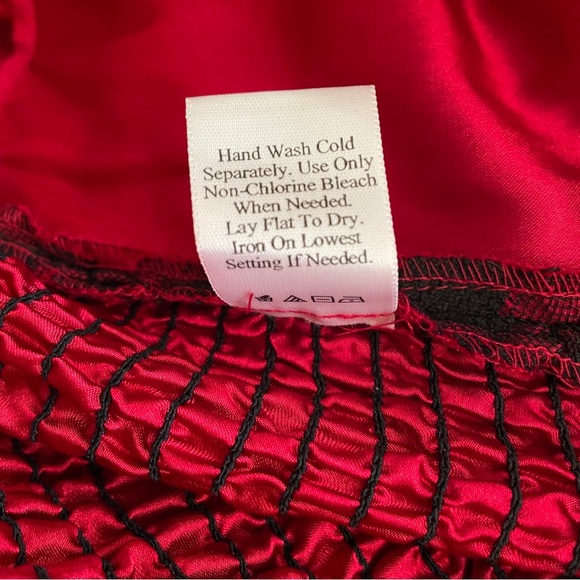 Hand Wash Cold
Separately. Use Only
Non-Chlorine Bleach
When Needed.
Lay Flat To Dry.
Iron On Lowest
Setting If Needed.